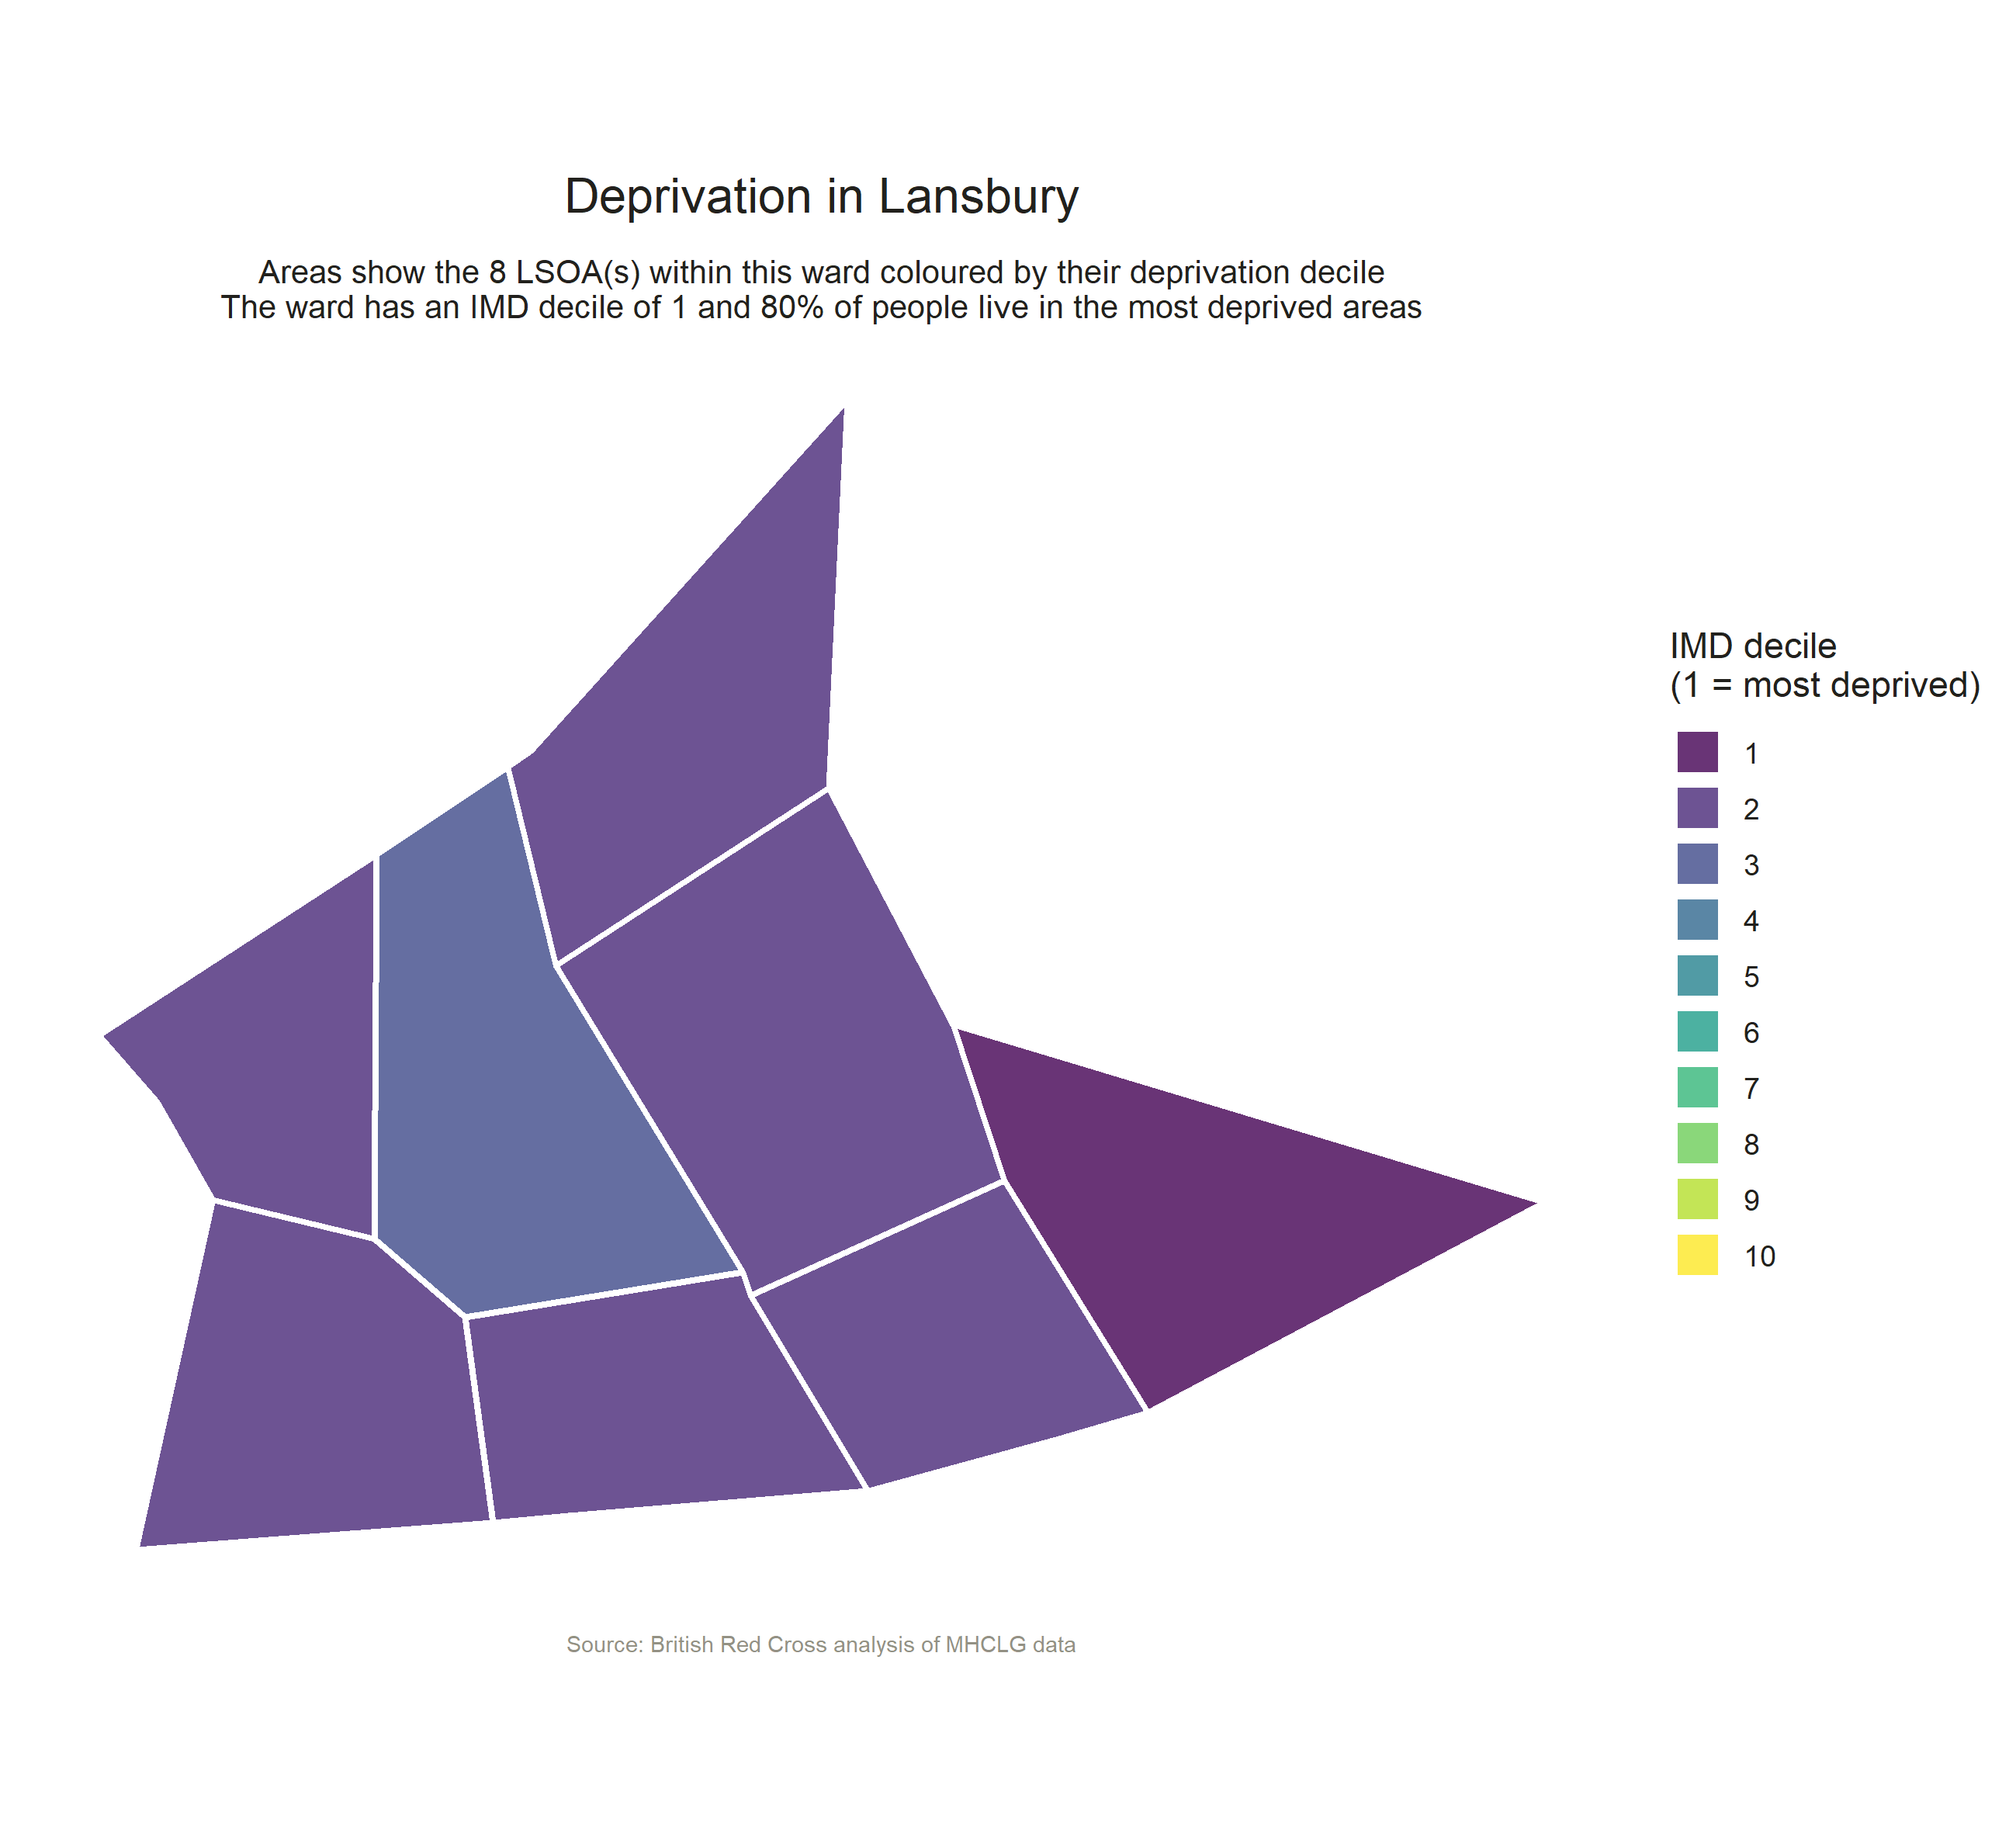 Deprivation in Lansbury
Areas show the 8 LSOA(s) within this ward coloured by their deprivation decile
The ward has an IMD decile of 1 and 80% of people live in the most deprived areas
IMD decile
(1 = most deprived)
1
2
3
4
5
6
7
8
9
10
Source: British Red Cross analysis of MHCLG data